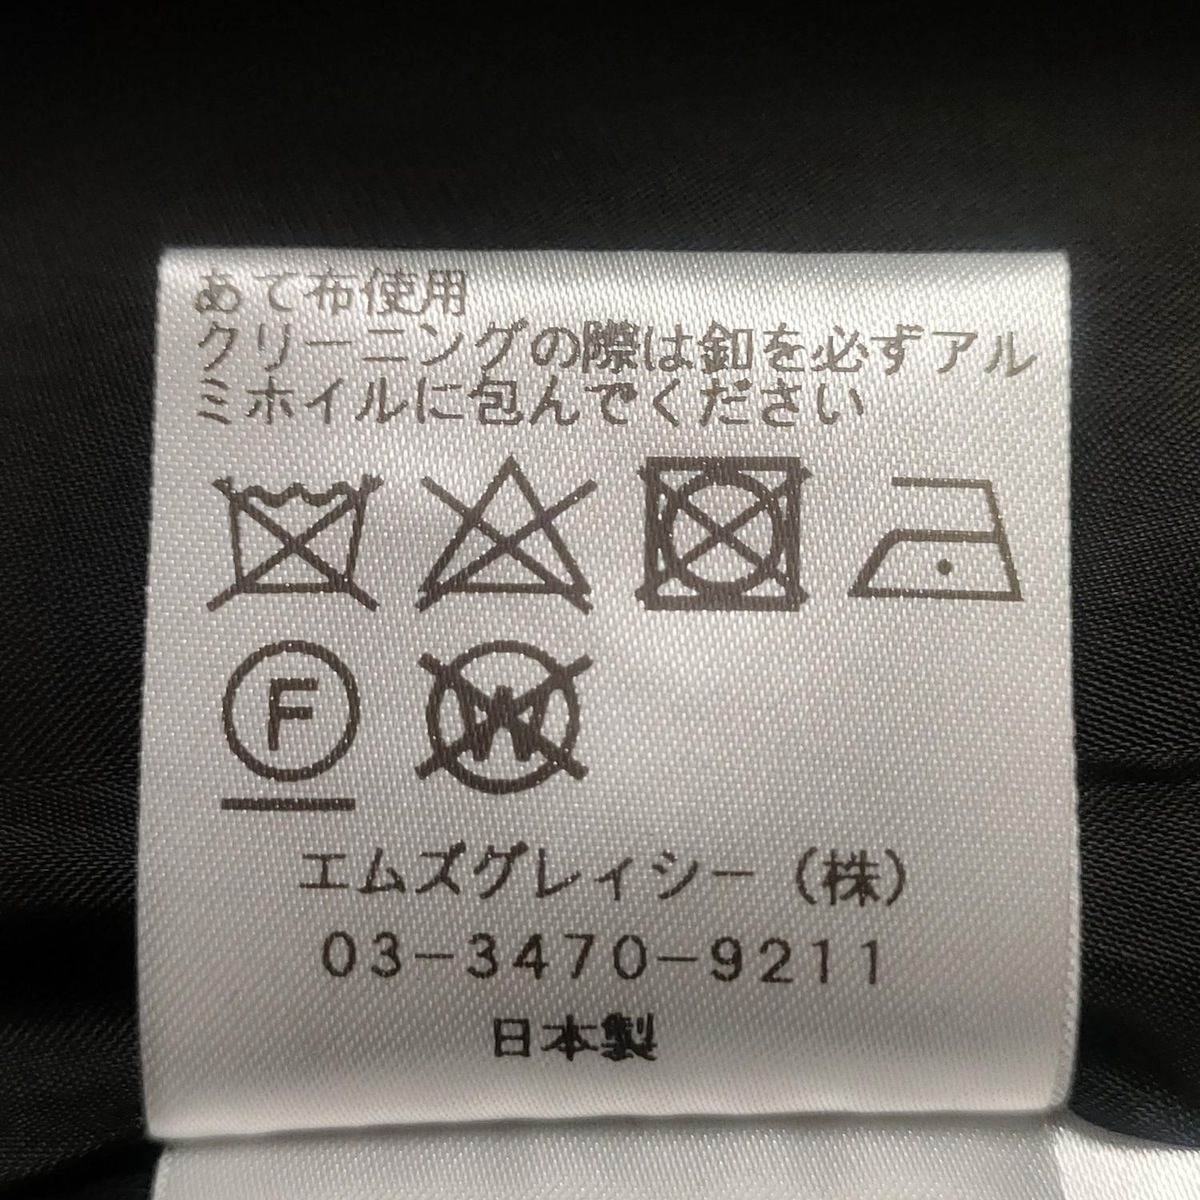 あて布使用
クリーニングの際は釦を必ずアル
ミホイルに包んでください
F W
エムズグレィシー(株)
03-3470-9211
日本製